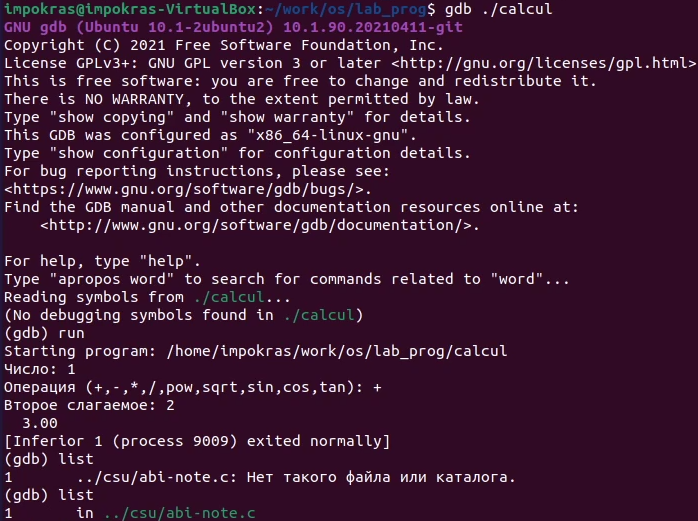 impokras@impokras-VirtualBox:~/work/os/lab_prog$ gdb ./calcul
GNU gdb (Ubuntu 10.1-2ubuntu2) 10.1.90.20210411-git
Copyright (C) 2021 Free Software Foundation, Inc.
License GPLv3+: GNU GPL version 3 or later <http://gnu.org/licenses/gpl.html>
This is free software: you are free to change and redistribute it.
There is NO WARRANTY, to the extent permitted by law.
Type "show copying" and "show warranty" for details.
This GDB was configured as "x86_64-linux-gnu".
Type "show configuration" for configuration details.
For bug reporting instructions, please see:
<https://www.gnu.org/software/gdb/bugs/>.
Find the GDB manual and other documentation resources online at:
    <http://www.gnu.org/software/gdb/documentation/>.

For help, type "help".
Type "apropos word" to search for commands related to "word"...
Reading symbols from ./calcul...
(No debugging symbols found in ./calcul)
(gdb) run
Starting program: /home/impokras/work/os/lab_prog/calcul
Число: 1
Операция (+,-,*,/,pow,sqrt,sin,cos,tan): +
Второе слагаемое: 2
  3.00
[Inferior 1 (process 9009) exited normally]
(gdb) list
1       ../csu/abi-note.c: Нет такого файла или каталога.
(gdb) list
1       in ../csu/abi-note.c